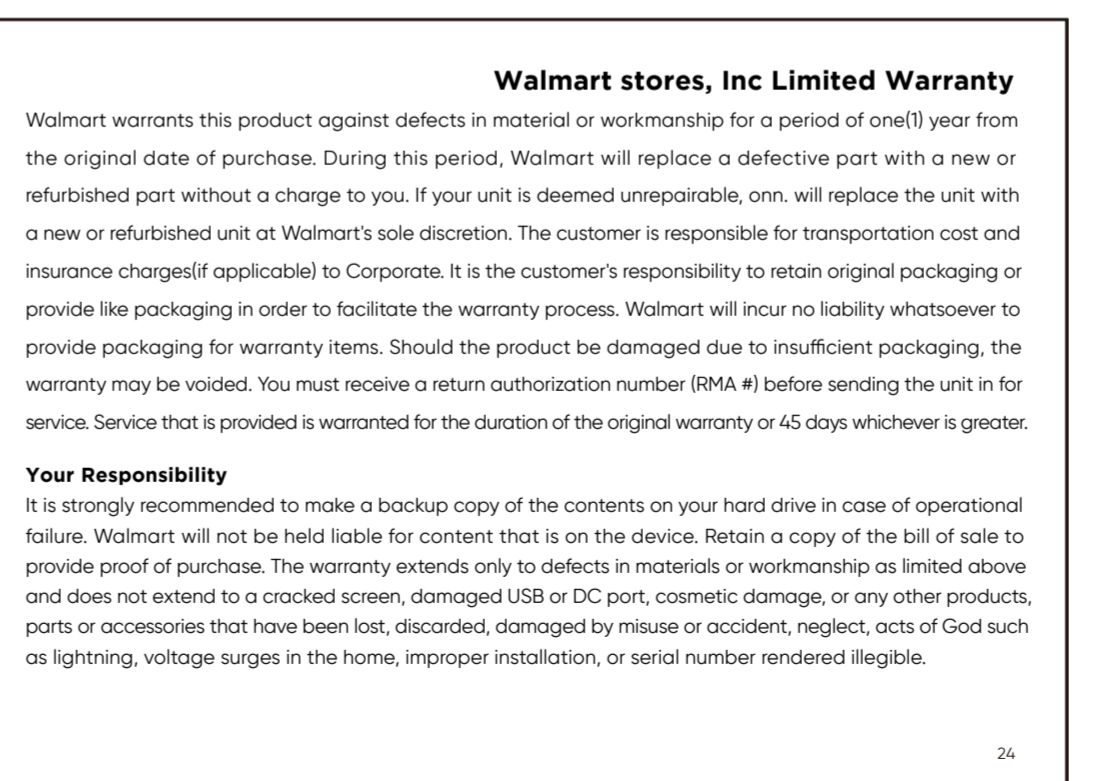 Walmart stores, Inc Limited Warranty
Walmart warrants this product against defects in material or workmanship for a period of one(1) year from
the original date of purchase. During this period, Walmart will replace a defective part with a new or
refurbished part without a charge to you. If your unit is deemed unrepairable, onn. will replace the unit with
a new or refurbished unit at Walmart's sole discretion. The customer is responsible for transportation cost and
insurance charges(if applicable) to Corporate. It is the customer's responsibility to retain original packaging or
provide like packaging in order to facilitate the warranty process. Walmart will incur no liability whatsoever to
provide packaging for warranty items. Should the product be damaged due to insufficient packaging, the
warranty may be voided. You must receive a return authorization number (RMA #) before sending the unit in for
service. Service that is provided is warranted for the duration of the original warranty or 45 days whichever is greater.
Your Responsibility
It is strongly recommended to make a backup copy of the contents on your hard drive in case of operational
failure. Walmart will not be held liable for content that is on the device. Retain a copy of the bill of sale to
provide proof of purchase. The warranty extends only to defects in materials or workmanship as limited above
and does not extend to a cracked screen, damaged USB or DC port, cosmetic damage, or any other products,
parts or accessories that have been lost, discarded, damaged by misuse or accident, neglect, acts of God such
as lightning, voltage surges in the home, improper installation, or serial number rendered illegible.
24